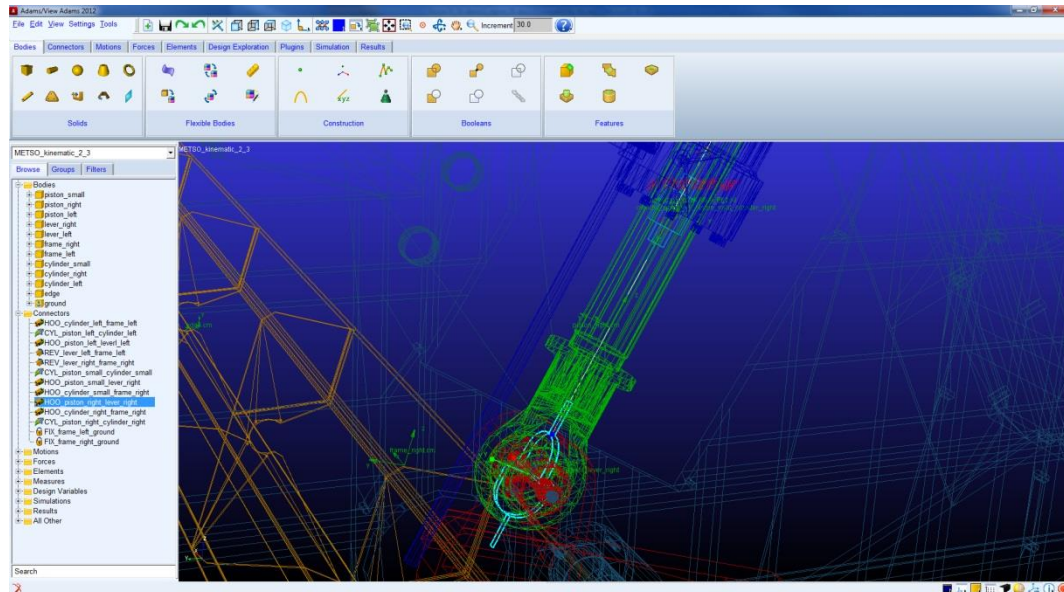 Adams/View Adams 2012
File Edit View Settings Tools
Increment 30.0
Bodies Connectors Motions Forces Elements Design Exploration Plugins Simulation Results
Solids Flexible Bodies Construction Booleans Features
METSO_kinematic_2_3
METSO_kinematic_2_3
Browse Groups Filters
Bodies
piston_small
piston_right
piston_left
lever_right
lever_left
frame_right
frame_left
cylinder_small
cylinder_right
cylinder_left
edge
ground
Connectors
HOO_cylinder_left_frame_left
CYL_piston_left_cylinder_left
HOO_piston_left_leverl_left
REV_lever_left_frame_left
REV_lever_right_frame_right
CYL_piston_small_cylinder_small
HOO_piston_small_lever_right
HOO_cylinder_small_frame_right
HOO_piston_right_lever_right
HOO_cylinder_right_frame_right
CYL_piston_right_cylinder_right
FIX_frame_left_ground
FIX_frame_right_ground
Motions
Forces
Elements
Measures
Design Variables
Simulations
Results
All Other
Search
frame_right.cm